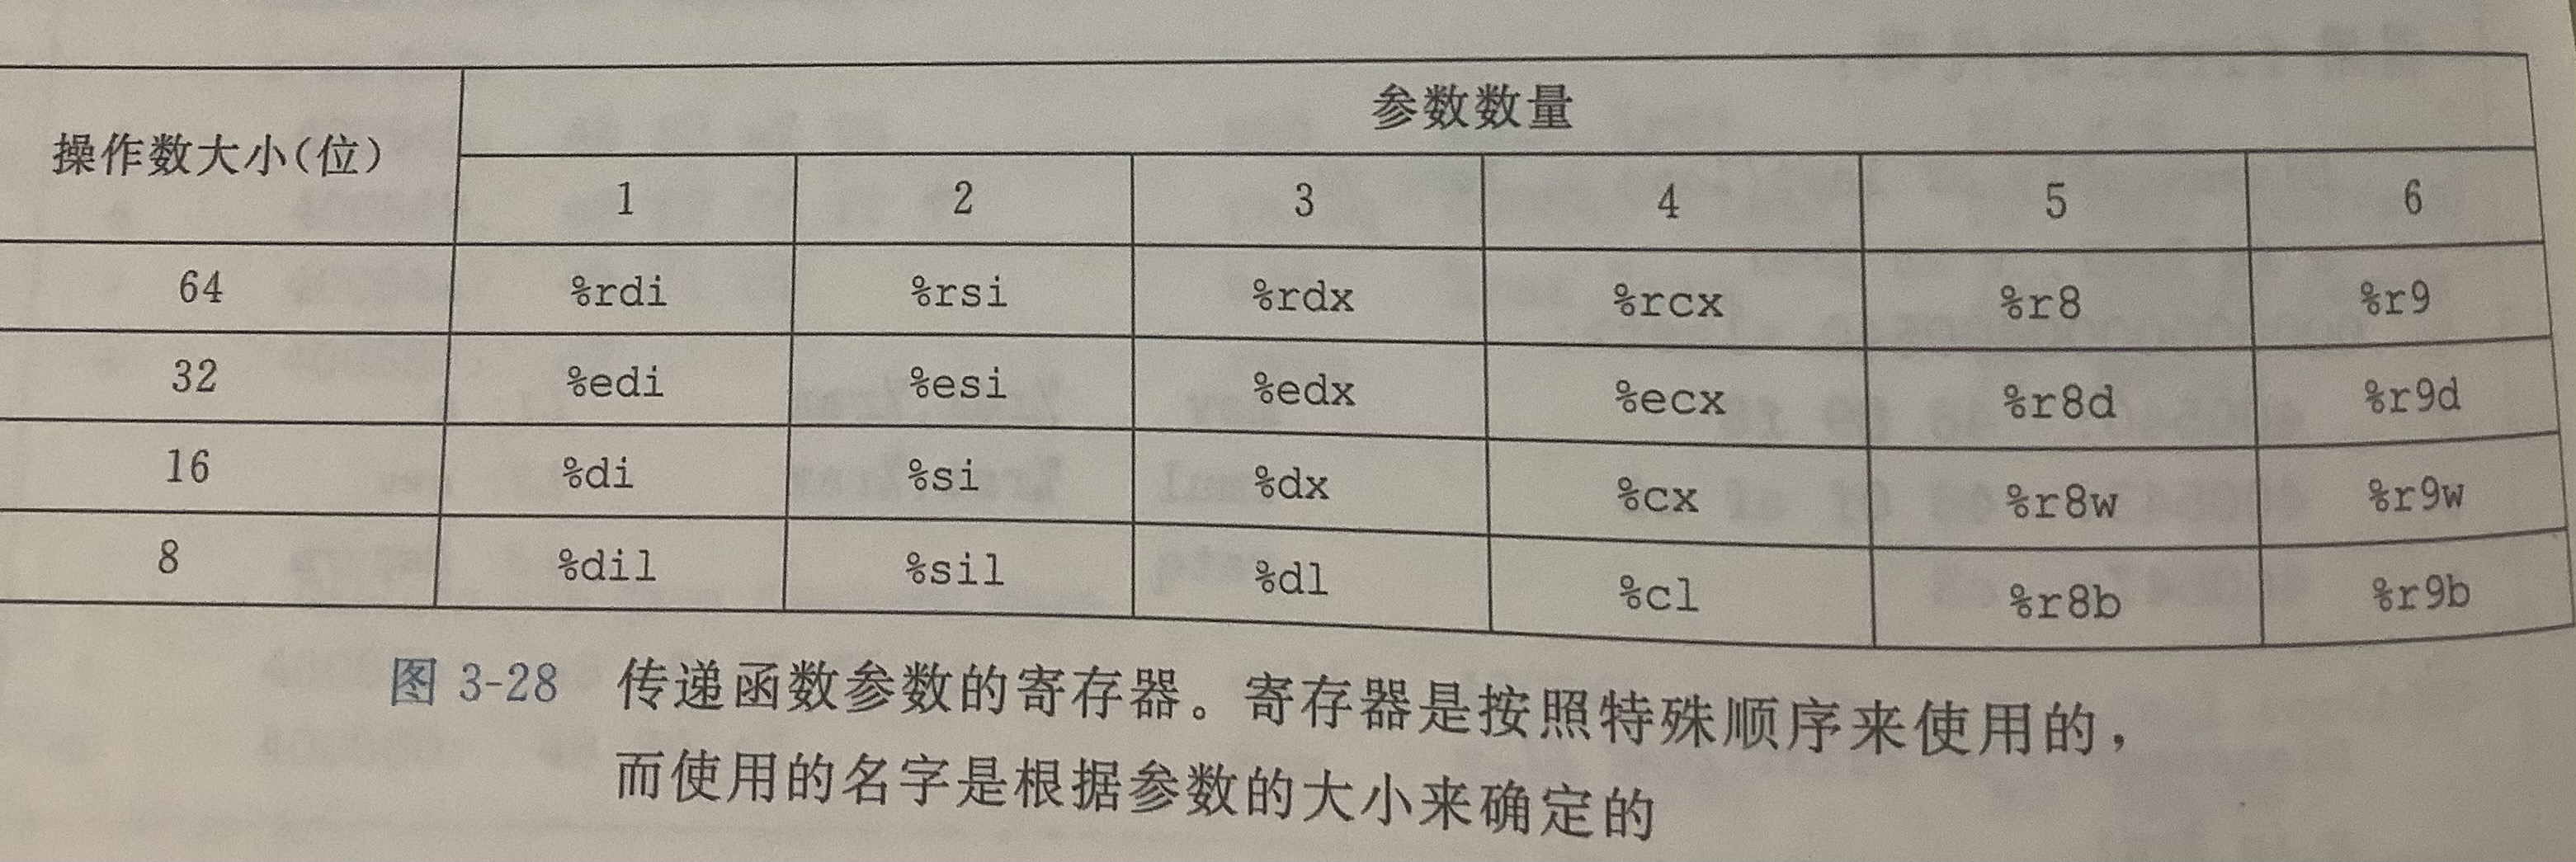 操作数大小(位) 参数数量
1 2 3 4 5 6
64 %rdi %rsi %rdx %rcx %r8 %r9
32 %edi %esi %edx %ecx %r8d %r9d
16 %di %si %dx %cx %r8w %r9w
8 %dil %sil %dl %cl %r8b %r9b
图 3-28 传递函数参数的寄存器。寄存器是按照特殊顺序来使用的，
而使用的名字是根据参数的大小来确定的